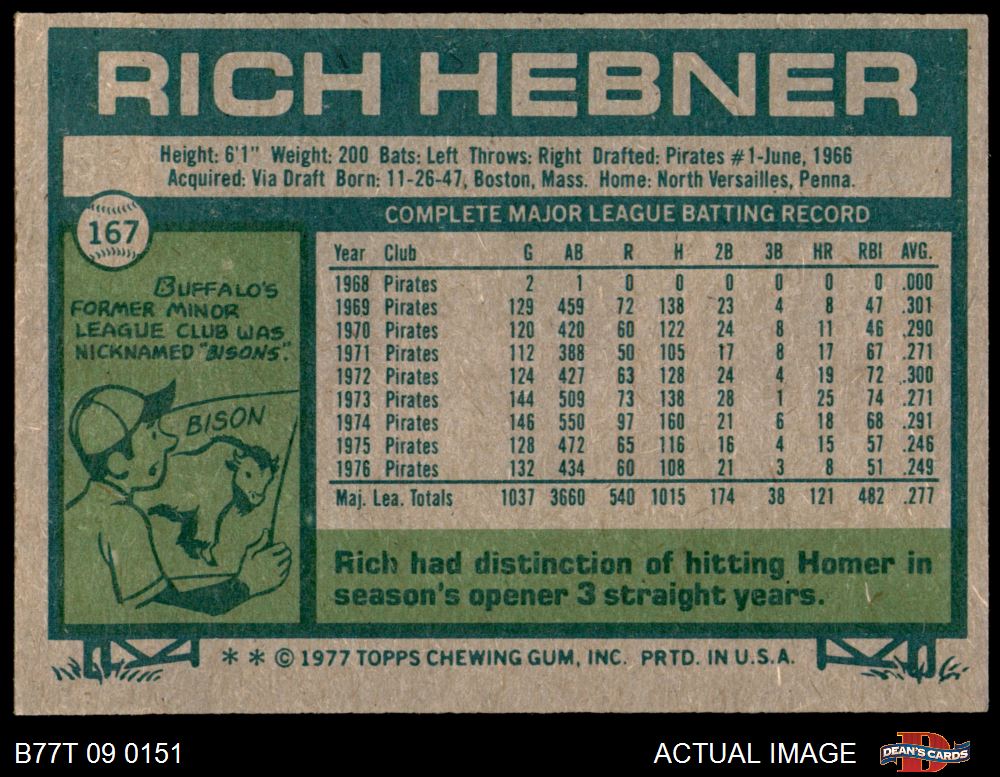 RICH HEBNER
Height: 6'1" Weight: 200 Bats: Left Throws: Right Drafted: Pirates #1-June, 1966
Acquired: Via Draft Born: 11-26-47, Boston, Mass. Home: North Versailles, Penna.
167
BUFFALO'S
FORMER MINOR
LEAGUE CLUB WAS
NICKNAMED "BISONS".
BISON
COMPLETE MAJOR LEAGUE BATTING RECORD
Year Club G AB R H 2B 3B HR RBI AVG.
1968 Pirates 2 1 0 0 0 0 0 0 .000
1969 Pirates 129 459 72 138 23 4 8 47 .301
1970 Pirates 120 420 60 122 24 8 11 46 .290
1971 Pirates 112 388 50 105 17 8 17 67 .271
1972 Pirates 124 427 63 128 24 4 19 72 .300
1973 Pirates 144 509 73 138 28 1 25 74 .271
1974 Pirates 146 550 97 160 21 6 18 68 .291
1975 Pirates 128 472 65 116 16 4 15 57 .246
1976 Pirates 132 434 60 108 21 3 8 51 .249
Maj. Lea. Totals 1037 3660 540 1015 174 38 121 482 .277
Rich had distinction of hitting Homer in
season's opener 3 straight years.
* * © 1977 TOPPS CHEWING GUM, INC. PRTD. IN U.S.A.
B77T 09 0151
ACTUAL IMAGE
DEAN'S CARDS